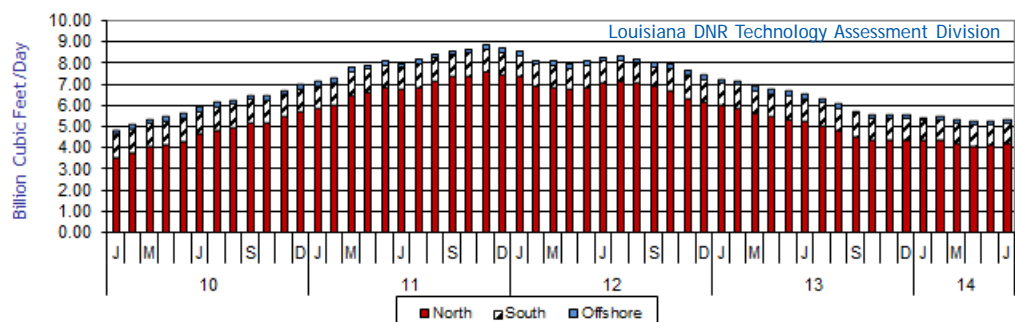 Louisiana DNR Technology Assessment Division
Billion Cubic Feet/Day
10.00
9.00
8.00
7.00
6.00
5.00
4.00
3.00
2.00
1.00
0.00
J M J S D J M J S D J M J S D J M J S D J M J
10 11 12 13 14
North South Offshore